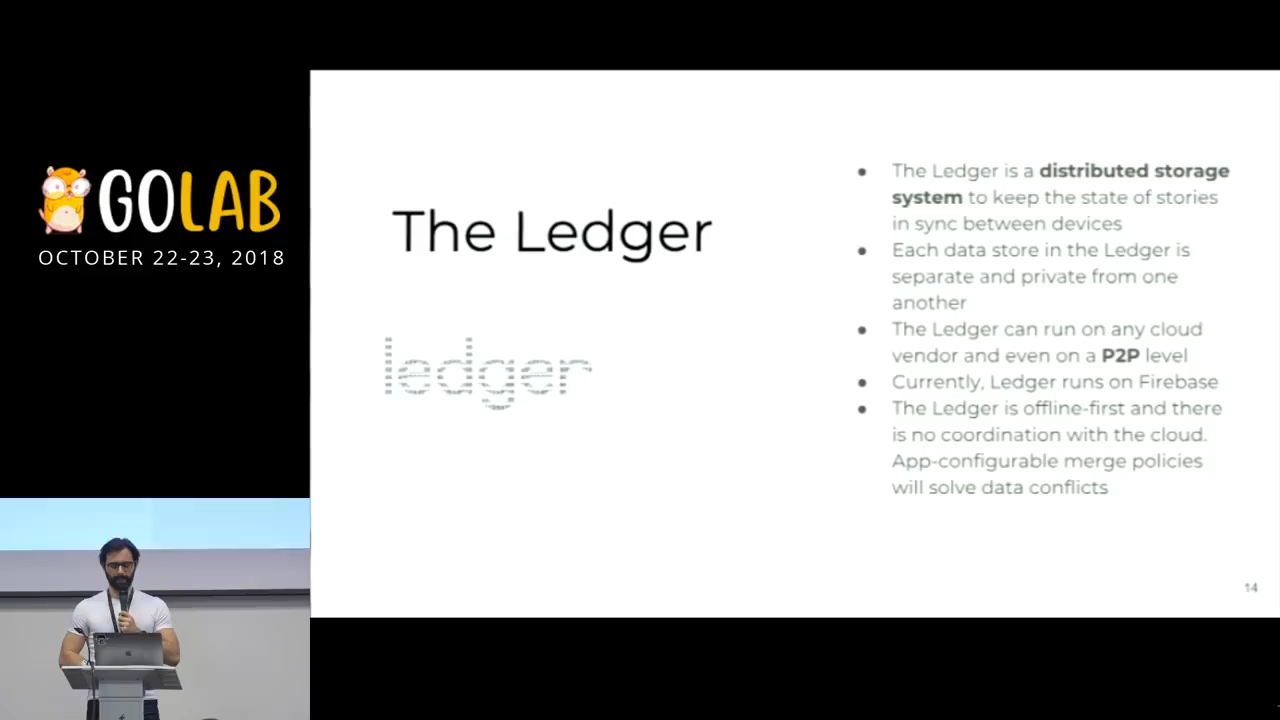 GOLAB
OCTOBER 22-23, 2018
The Ledger
ledger
● The Ledger is a distributed storage
system to keep the state of stories
in sync between devices
● Each data store in the Ledger is
separate and private from one
another
● The Ledger can run on any cloud
vendor and even on a P2P level
● Currently, Ledger runs on Firebase
● The Ledger is offline-first and there
is no coordination with the cloud.
App-configurable merge policies
will solve data conflicts
14